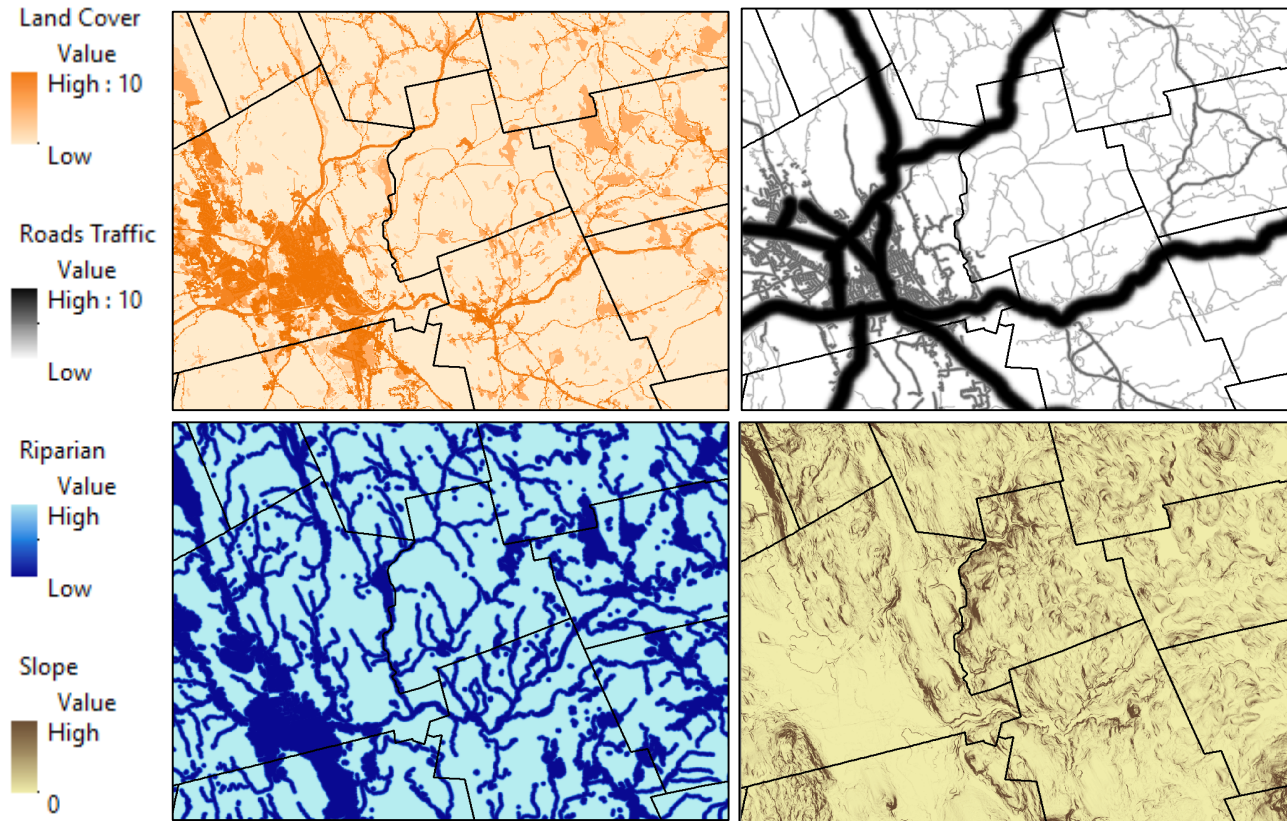 Land Cover
Value
High : 10
Low
Roads Traffic
Value
High : 10
Low
Riparian
Value
High
Low
Slope
Value
High
0